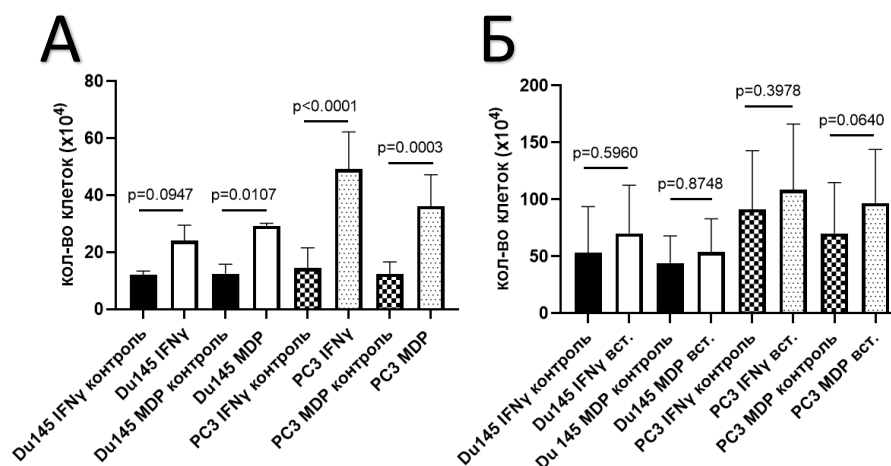 А
кол-во клеток (x10⁴)
80
60
40
20
0
p=0.0947
p=0.0107
p<0.0001
p=0.0003
Du145 IFNγ контроль
Du145 IFNγ
Du145 MDP контроль
Du145 MDP
PC3 IFNγ контроль
PC3 IFNγ
PC3 MDP контроль
PC3 MDP
Б
кол-во клеток (x10⁴)
200
150
100
50
0
p=0.5960
p=0.8748
p=0.3978
p=0.0640
Du145 IFNγ контроль
Du145 IFNγ вст.
Du 145 MDP контроль
Du145 MDP вст.
PC3 IFNγ контроль
PC3 IFNγ вст.
PC3 MDP контроль
PC3 MDP вст.